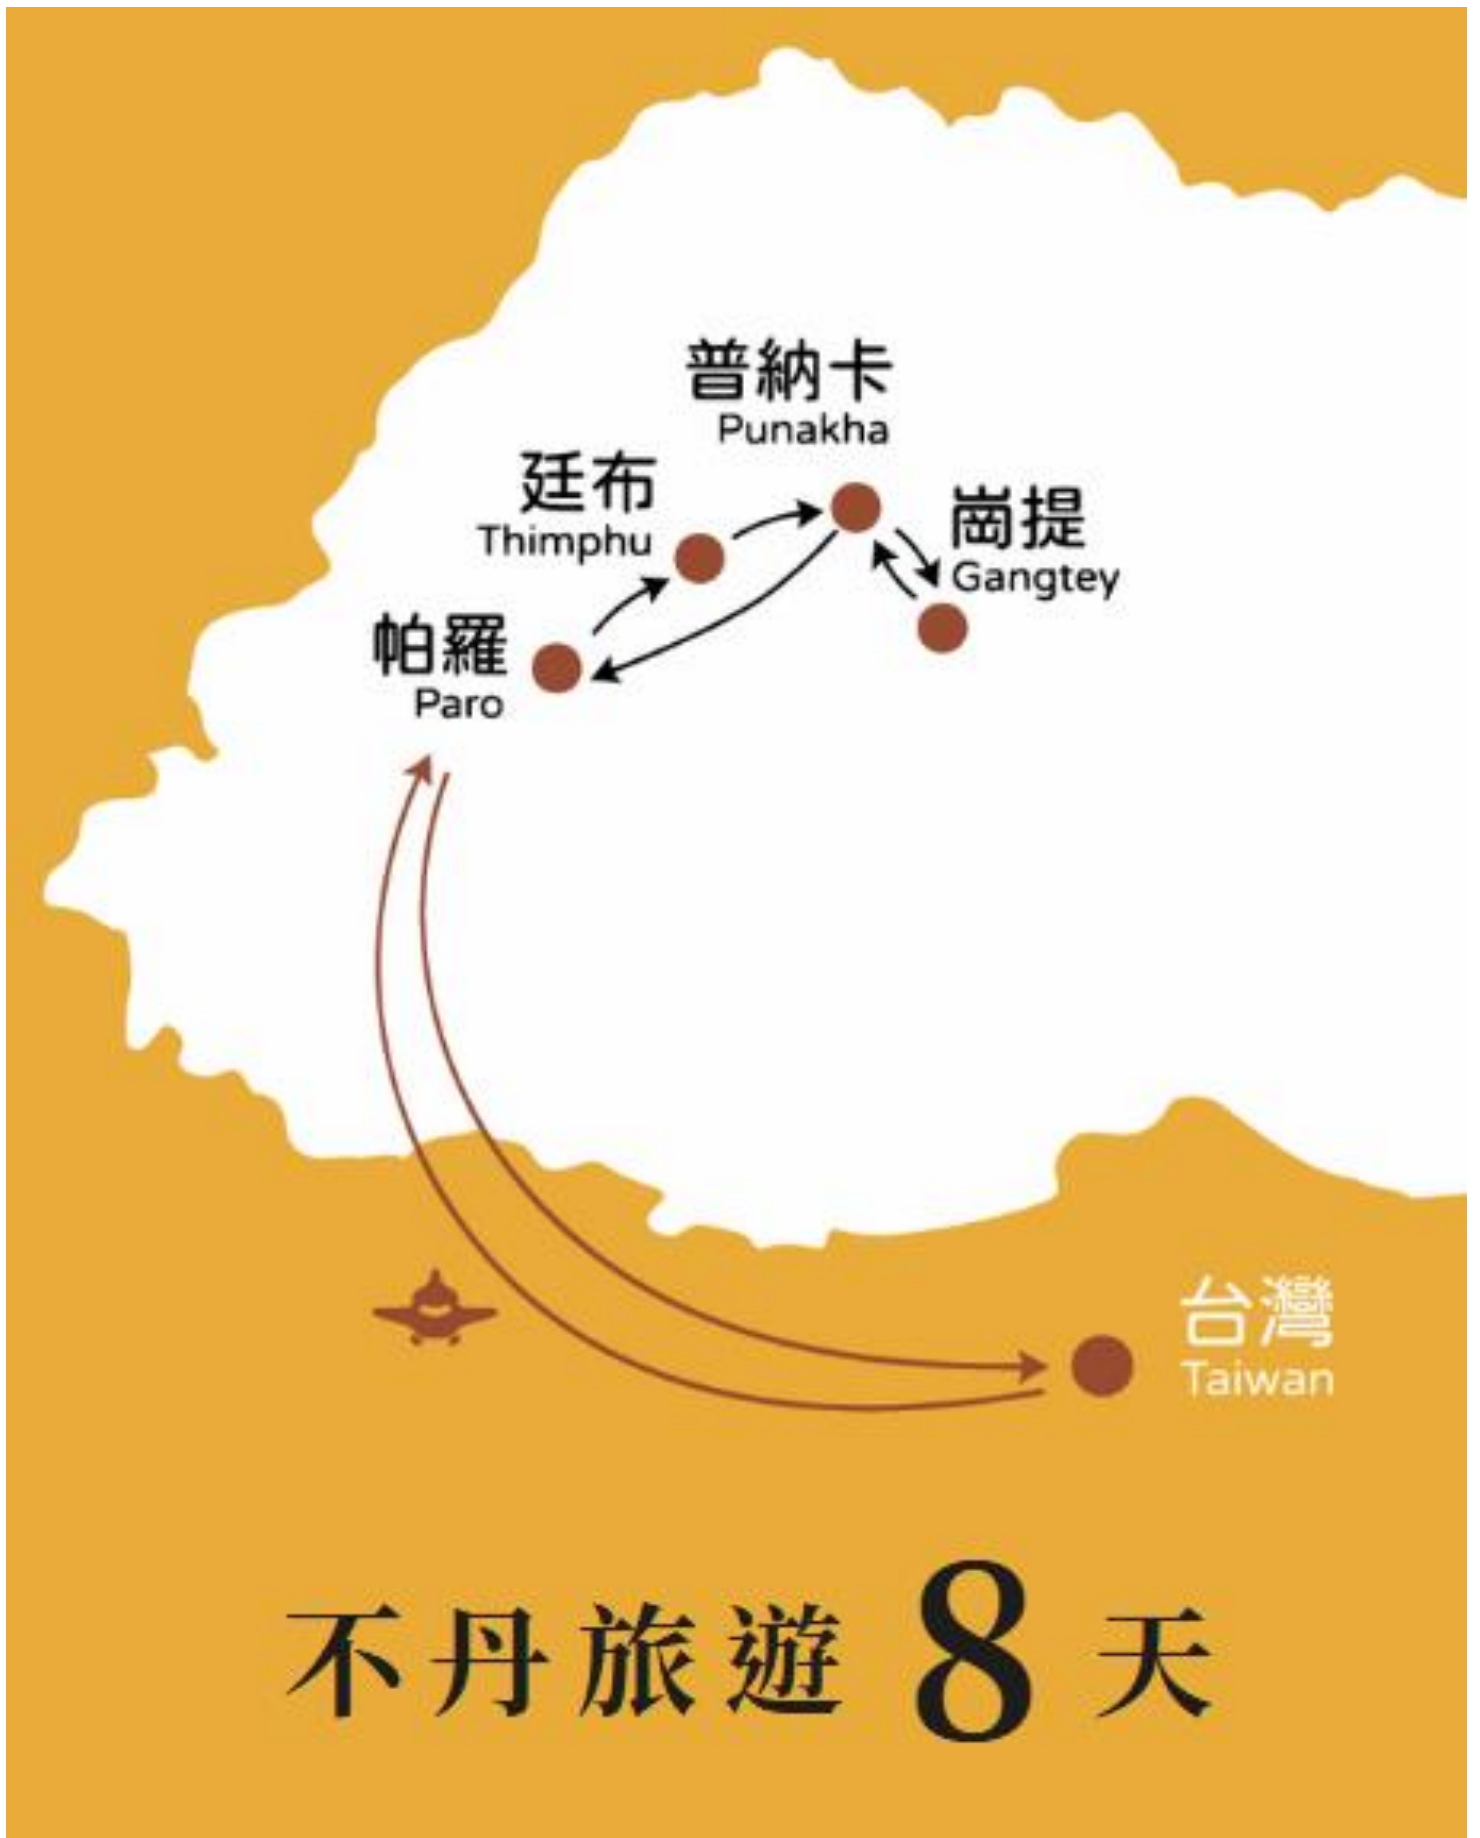 普納卡
Punakha
廷布
Thimphu
崗提
Gangtey
帕羅
Paro
台灣
Taiwan
不丹旅遊8天